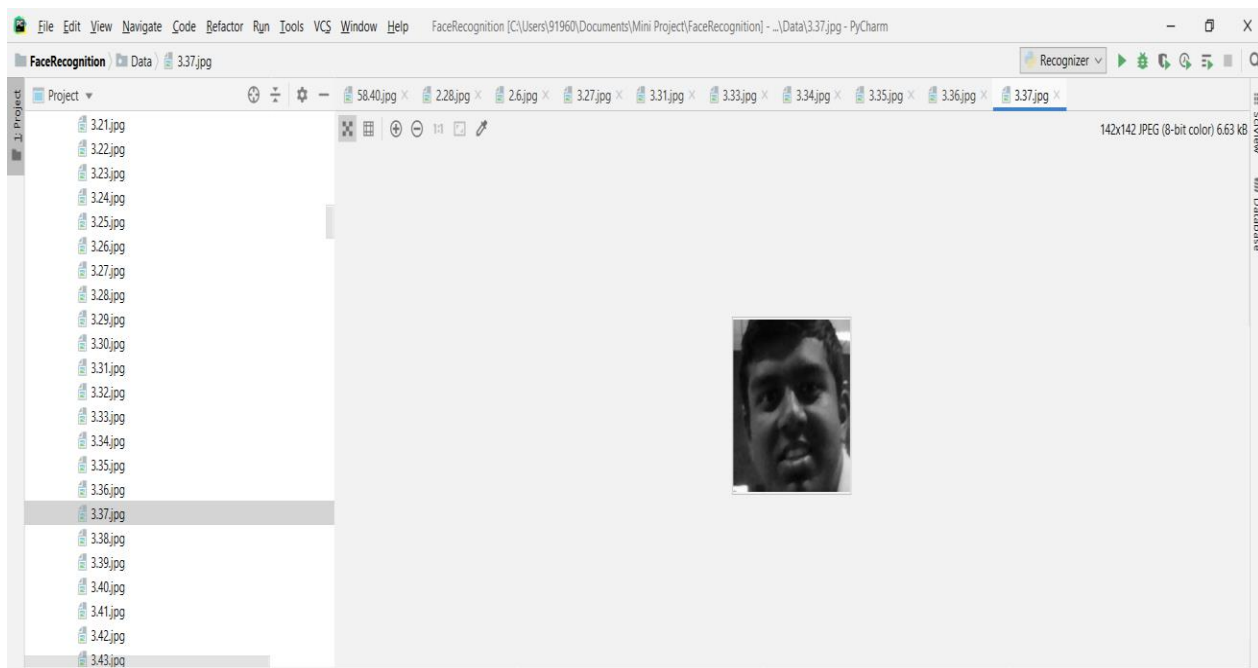 File Edit View Navigate Code Refactor Run Tools VCS Window Help FaceRecognition [C:\Users\91960\Documents\Mini Project\FaceRecognition] - ...\Data\3.37.jpg - PyCharm
FaceRecognition Data 3.37.jpg Recognizer
1: Project
Project 58.40.jpg 2.28.jpg 2.6.jpg 3.27.jpg 3.31.jpg 3.33.jpg 3.34.jpg 3.35.jpg 3.36.jpg 3.37.jpg
1:1 142x142 JPEG (8-bit color) 6.63 kB
3.21.jpg
3.22.jpg
3.23.jpg
3.24.jpg
3.25.jpg
3.26.jpg
3.27.jpg
3.28.jpg
3.29.jpg
3.30.jpg
3.31.jpg
3.32.jpg
3.33.jpg
3.34.jpg
3.35.jpg
3.36.jpg
3.37.jpg
3.38.jpg
3.39.jpg
3.40.jpg
3.41.jpg
3.42.jpg
3.43.jpg
SciView
Database